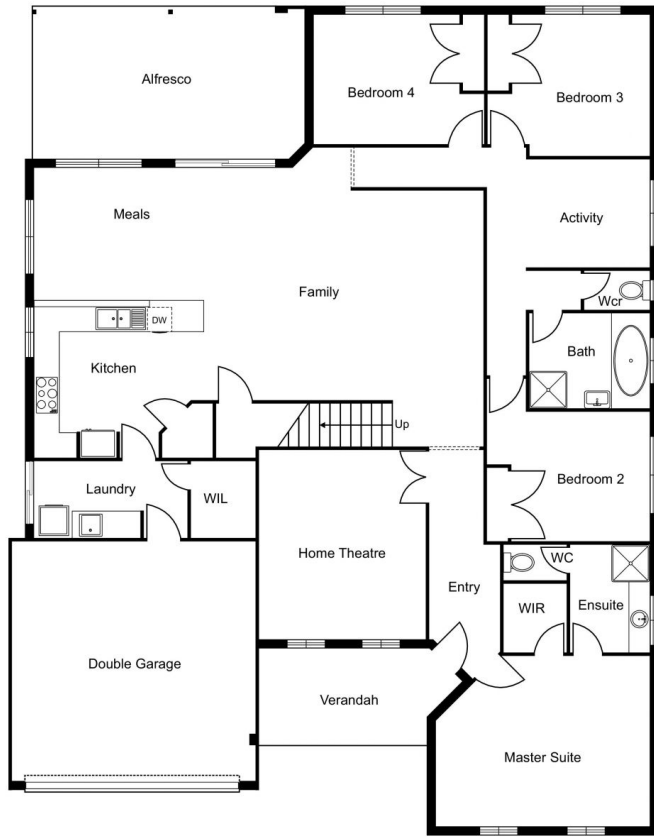 Alfresco
Bedroom 4
Bedroom 3
Meals
Activity
Family
Wcr
DW
Bath
Kitchen
Up
Laundry
WIL
Bedroom 2
Home Theatre
WC
Entry
WIR
Ensuite
Double Garage
Verandah
Master Suite